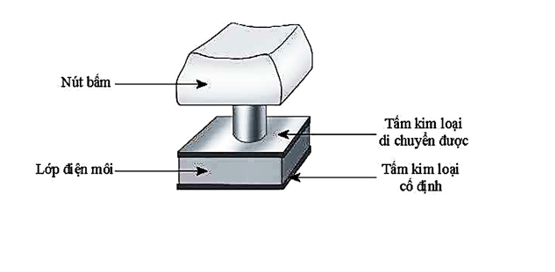 Nút bấm
Tấm kim loại
di chuyển được
Lớp điện môi
Tấm kim loại
cố định